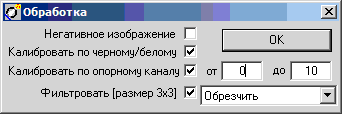 Обработка
Негативное изображение
Калибровать по черному/белому
OK
Калибровать по опорному каналу от 0 до 10
Фильтровать [размер 3x3] Обрезчить